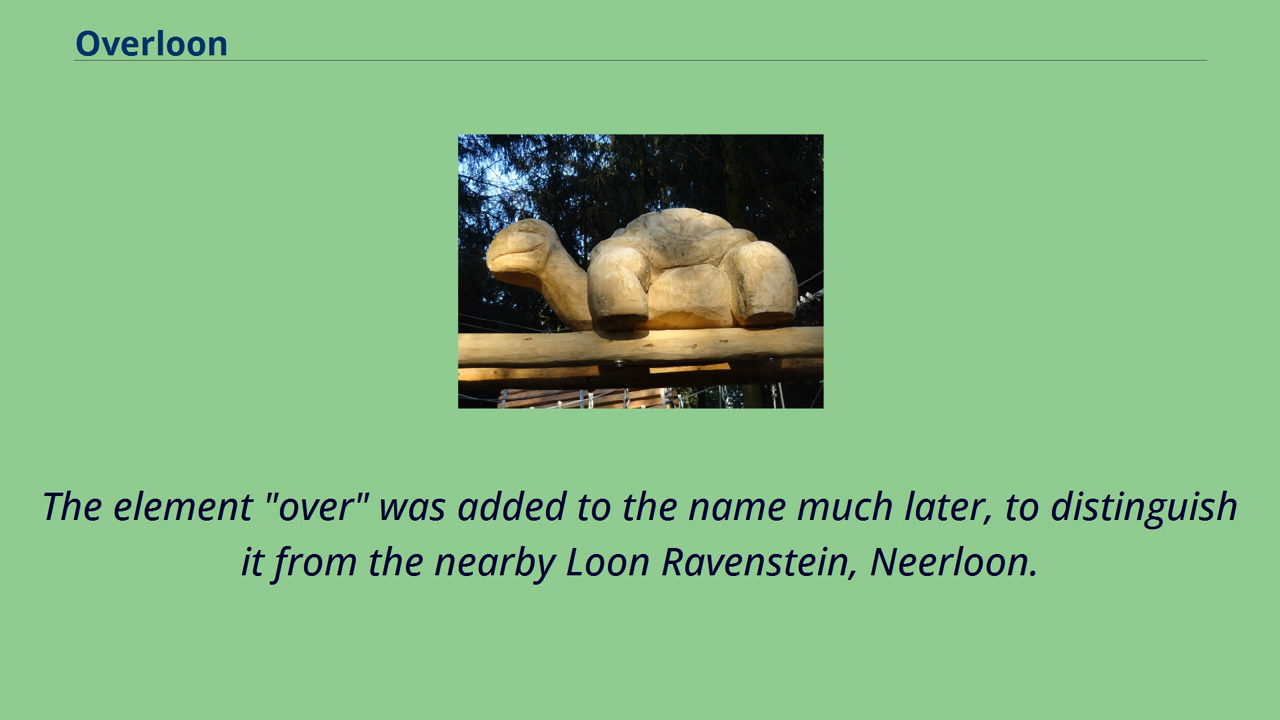 Overloon
The element "over" was added to the name much later, to distinguish
it from the nearby Loon Ravenstein, Neerloon.